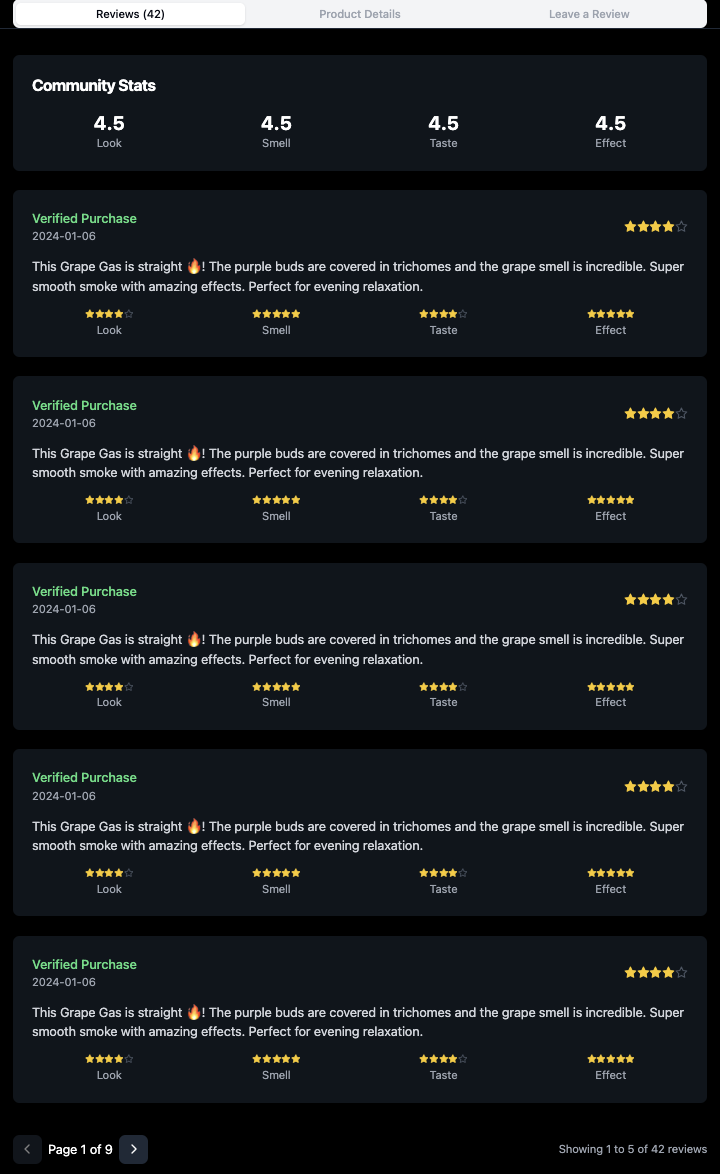 Reviews (42)
Product Details
Leave a Review
Community Stats
4.5
4.5
4.5
4.5
Look
Smell
Taste
Effect
Verified Purchase
2024-01-06
This Grape Gas is straight 🔥! The purple buds are covered in trichomes and the grape smell is incredible. Super
smooth smoke with amazing effects. Perfect for evening relaxation.
Look
Smell
Taste
Effect
Verified Purchase
2024-01-06
This Grape Gas is straight 🔥! The purple buds are covered in trichomes and the grape smell is incredible. Super
smooth smoke with amazing effects. Perfect for evening relaxation.
Look
Smell
Taste
Effect
Verified Purchase
2024-01-06
This Grape Gas is straight 🔥! The purple buds are covered in trichomes and the grape smell is incredible. Super
smooth smoke with amazing effects. Perfect for evening relaxation.
Look
Smell
Taste
Effect
Verified Purchase
2024-01-06
This Grape Gas is straight 🔥! The purple buds are covered in trichomes and the grape smell is incredible. Super
smooth smoke with amazing effects. Perfect for evening relaxation.
Look
Smell
Taste
Effect
Verified Purchase
2024-01-06
This Grape Gas is straight 🔥! The purple buds are covered in trichomes and the grape smell is incredible. Super
smooth smoke with amazing effects. Perfect for evening relaxation.
Look
Smell
Taste
Effect
Page 1 of 9
Showing 1 to 5 of 42 reviews